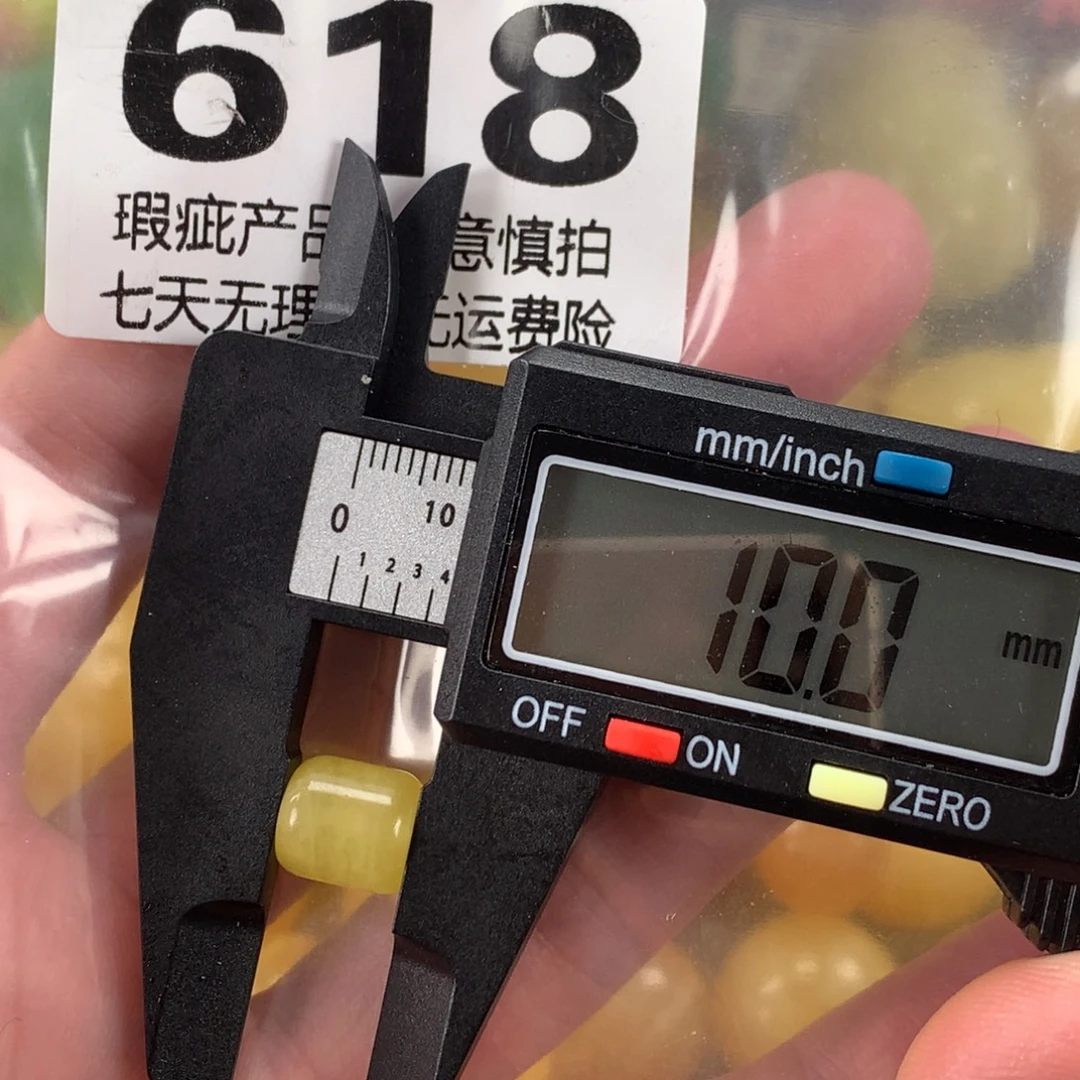 618
瑕疵产品 意慎拍
七天无理 无运费险
mm/inch
0 10
1 2 3 4
10.0 mm
OFF ON ZERO